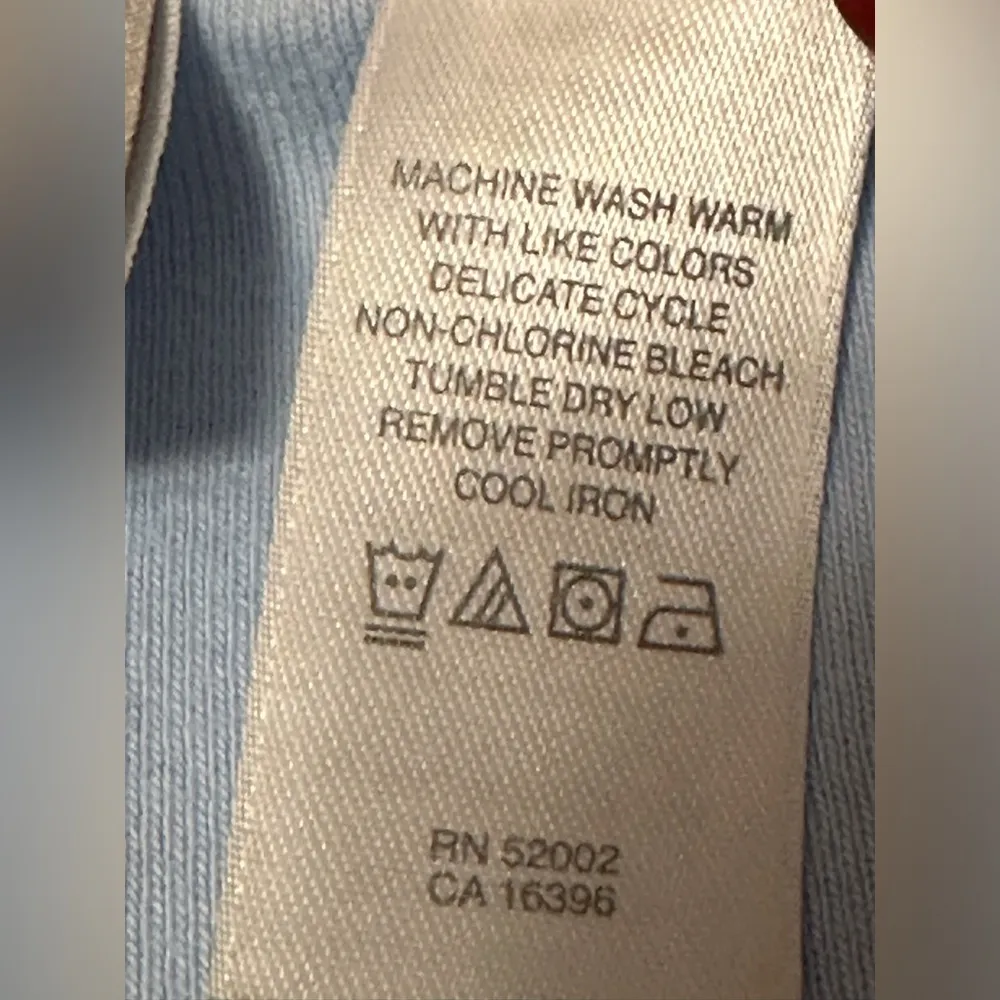 MACHINE WASH WARM
WITH LIKE COLORS
DELICATE CYCLE
NON-CHLORINE BLEACH
TUMBLE DRY LOW
REMOVE PROMPTLY
COOL IRON
RN 52002
CA 16396